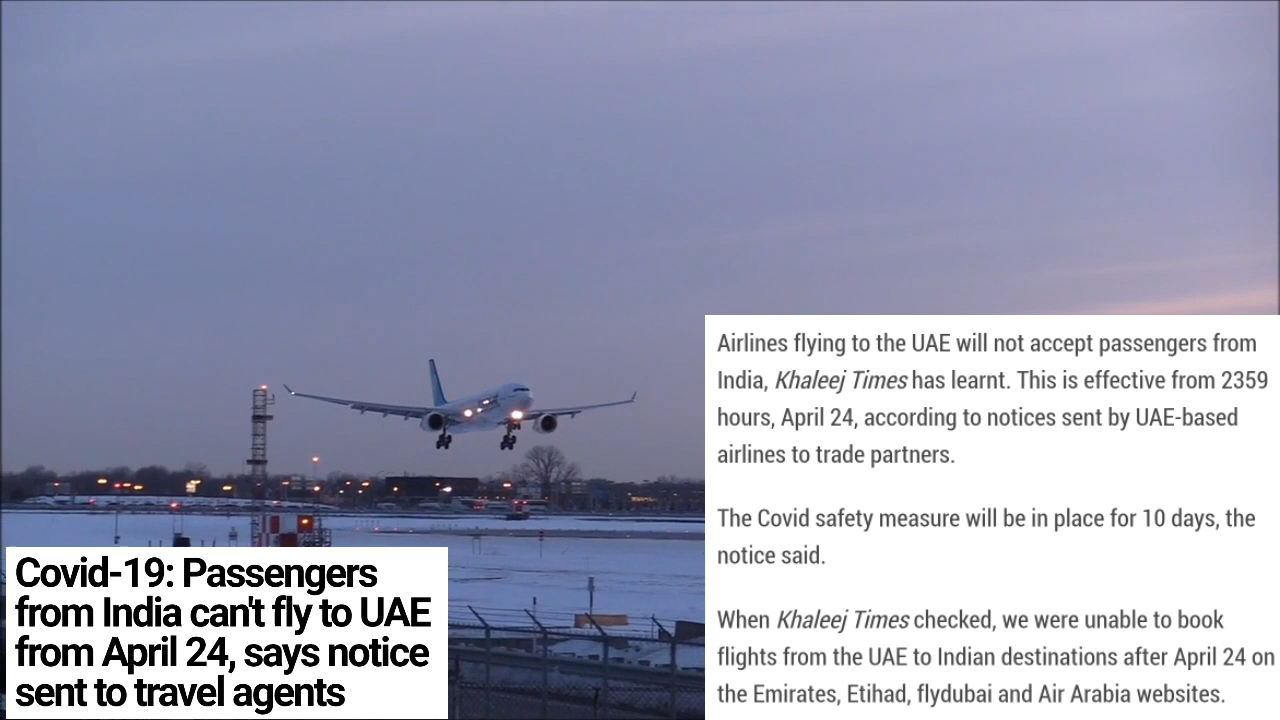 Airlines flying to the UAE will not accept passengers from
India, Khaleej Times has learnt. This is effective from 2359
hours, April 24, according to notices sent by UAE-based
airlines to trade partners.
The Covid safety measure will be in place for 10 days, the
notice said.
When Khaleej Times checked, we were unable to book
flights from the UAE to Indian destinations after April 24 on
the Emirates, Etihad, flydubai and Air Arabia websites.
Covid-19: Passengers
from India can't fly to UAE
from April 24, says notice
sent to travel agents